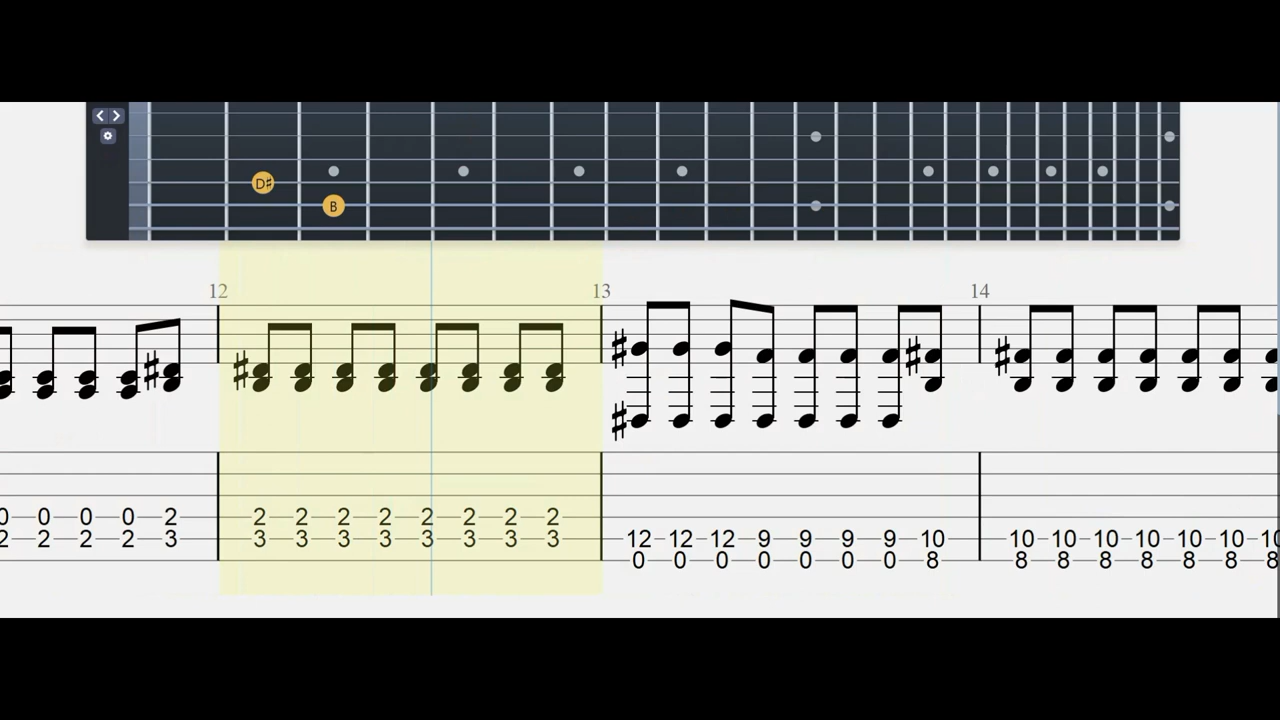 D♯
B
12 13 14
0 0 0 0 2 2 2 2 2 2 2 2 2
2 2 2 2 3 3 3 3 3 3 3 3 3 12 12 12 9 9 9 9 10 10 10 10 10 10 10 10
0 0 0 0 0 0 0 8 8 8 8 8 8 8 8